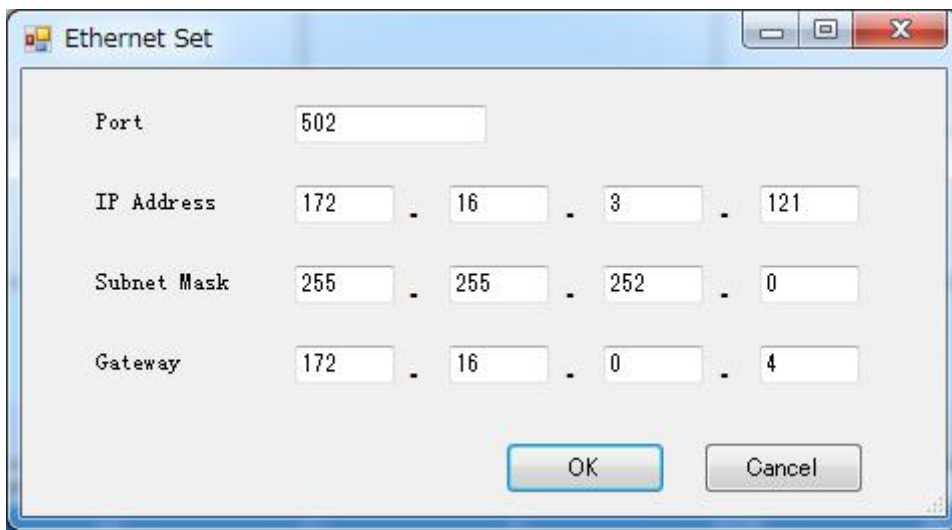 Ethernet Set
Port 502
IP Address 172 . 16 . 3 . 121
Subnet Mask 255 . 255 . 252 . 0
Gateway 172 . 16 . 0 . 4
OK Cancel